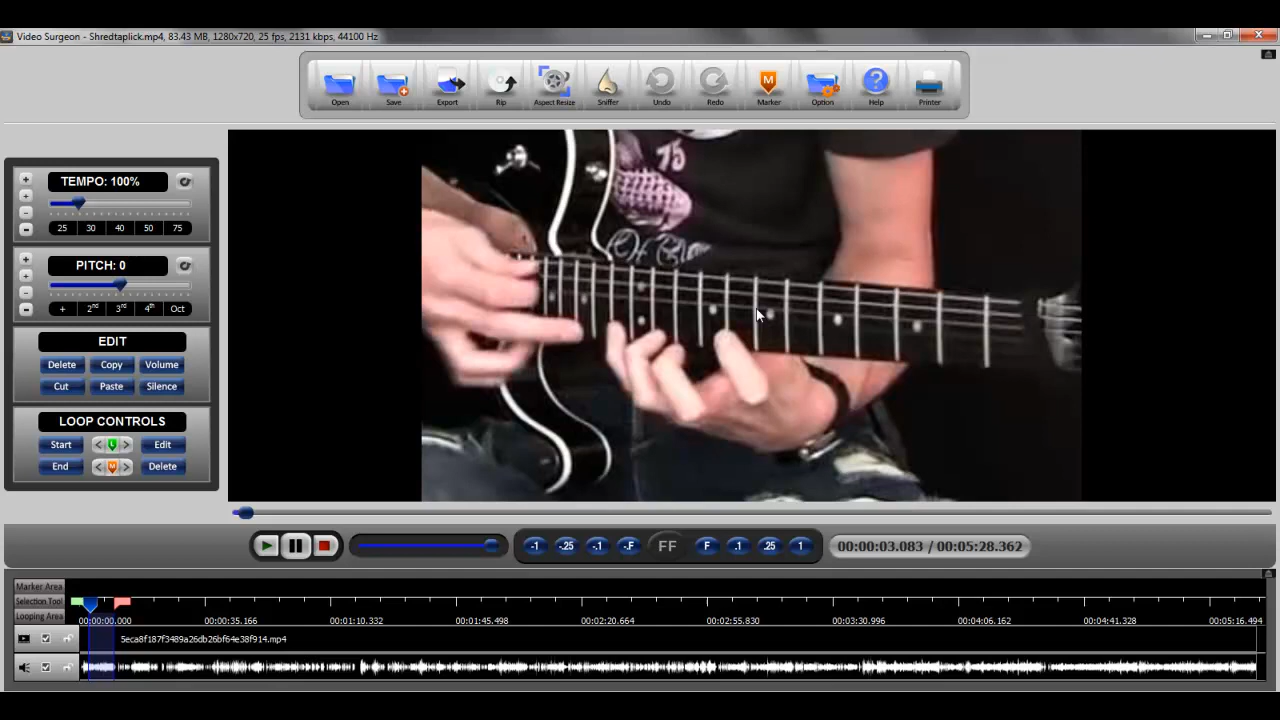 Video Surgeon - Shredtaplick.mp4, 83.43 MB, 1280x720, 25 fps, 2131 kbps, 44100 Hz
Open Save Export Rip Aspect Resize Sniffer Undo Redo Marker Option Help Printer
M
?
75
TEMPO: 100%
25 30 40 50 75
PITCH: 0
+ 2nd 3rd 4th Oct
EDIT
Delete Copy Volume
Cut Paste Silence
LOOP CONTROLS
Start < L > Edit
End < M > Delete
-1 -.25 -.1 -.F FF F .1 .25 1
00:00:03.083 / 00:05:28.362
Marker Area
Selection Tool
Looping Area
00:00:00.000 00:00:35.166 00:01:10.332 00:01:45.498 00:02:20.664 00:02:55.830 00:03:30.996 00:04:06.162 00:04:41.328 00:05:16.494
5eca8f187f3489a26db26bf64e38f914.mp4